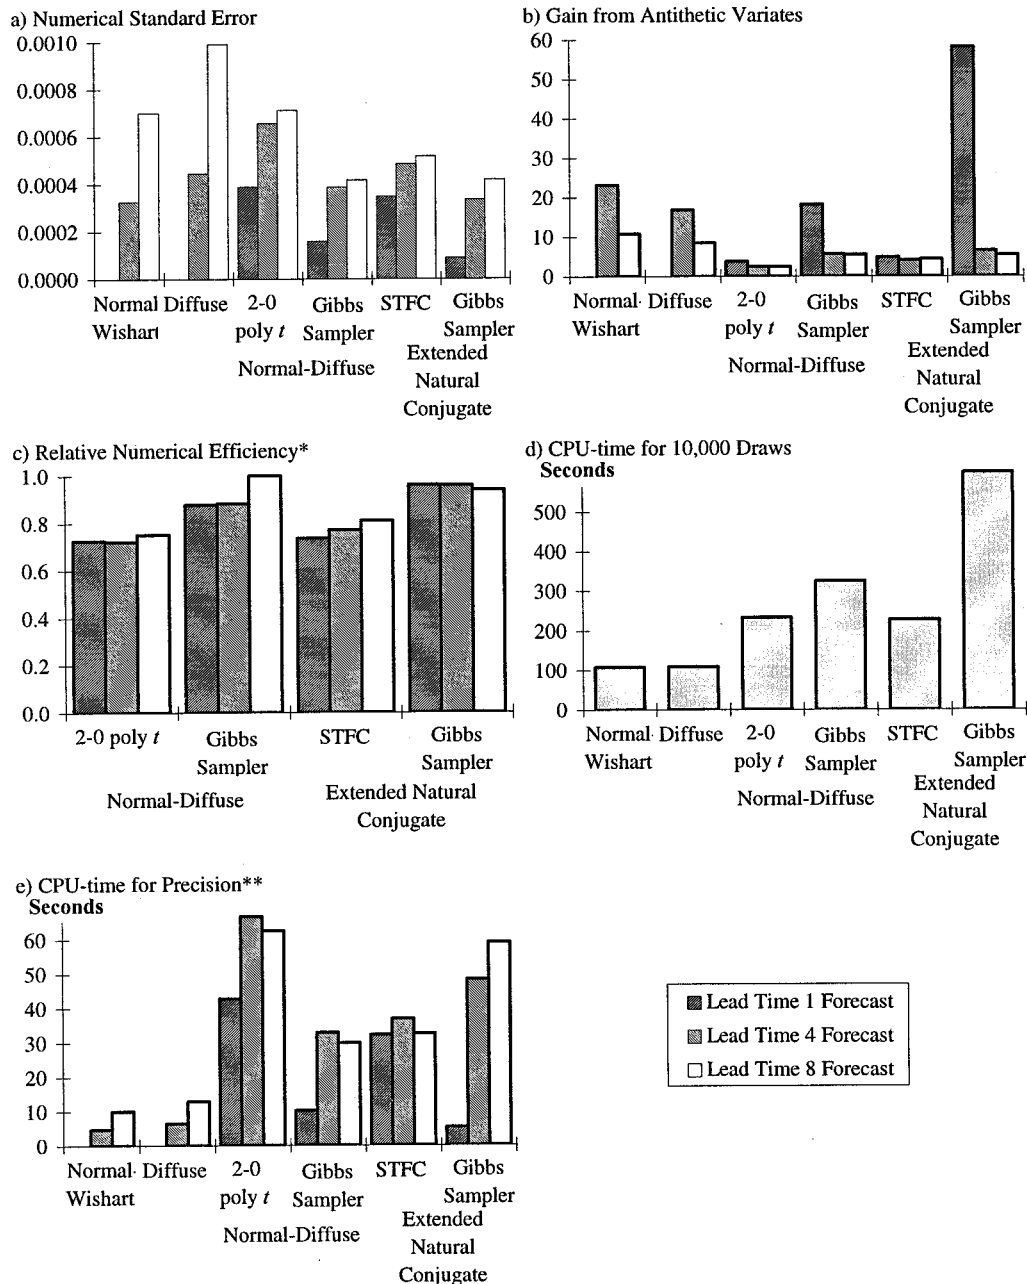 a) Numerical Standard Error
0.0010
0.0008
0.0006
0.0004
0.0002
0.0000
Normal Diffuse 2-0 Gibbs STFC Gibbs
Wishart poly t Sampler Sampler
Normal-Diffuse Extended
Natural
Conjugate
b) Gain from Antithetic Variates
60
50
40
30
20
10
0
Normal- Diffuse 2-0 Gibbs STFC Gibbs
Wishart poly t Sampler Sampler
Normal-Diffuse Extended
Natural
Conjugate
c) Relative Numerical Efficiency*
1.0
0.8
0.6
0.4
0.2
0.0
2-0 poly t Gibbs STFC Gibbs
Sampler Sampler
Normal-Diffuse Extended Natural
Conjugate
d) CPU-time for 10,000 Draws
Seconds
500
400
300
200
100
0
Normal- Diffuse 2-0 Gibbs STFC Gibbs
Wishart poly t Sampler Sampler
Normal-Diffuse Extended
Natural
Conjugate
e) CPU-time for Precision**
Seconds
60
50
40
30
20
10
0
Normal- Diffuse 2-0 Gibbs STFC Gibbs
Wishart poly t Sampler Sampler
Normal-Diffuse Extended
Natural
Conjugate
Lead Time 1 Forecast
Lead Time 4 Forecast
Lead Time 8 Forecast